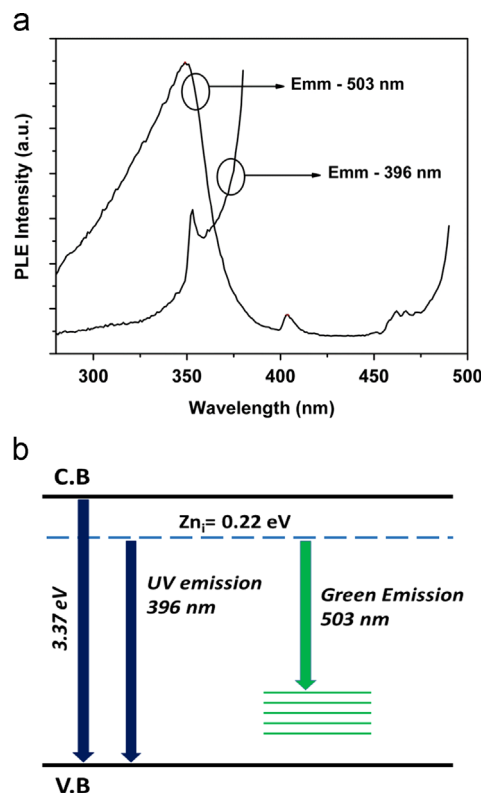 a
PLE Intensity (a.u.)
Emm - 503 nm
Emm - 396 nm
300 350 400 450 500
Wavelength (nm)
b
C.B
Znᵢ= 0.22 eV
3.37 eV
UV emission
396 nm
Green Emission
503 nm
V.B